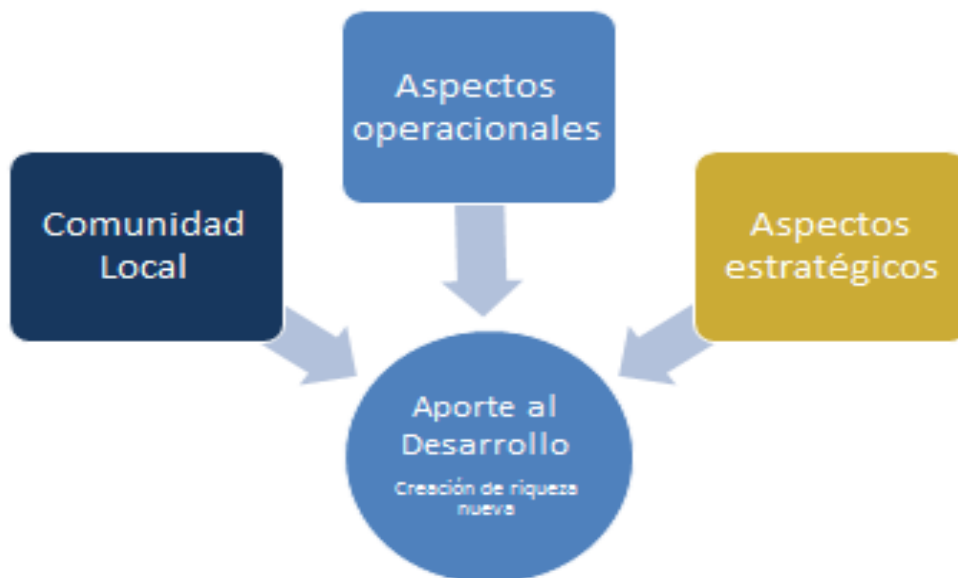 Aspectos
operacionales
Comunidad
Local
Aspectos
estratégicos
Aporte al
Desarrollo
Creación de riqueza
nueva